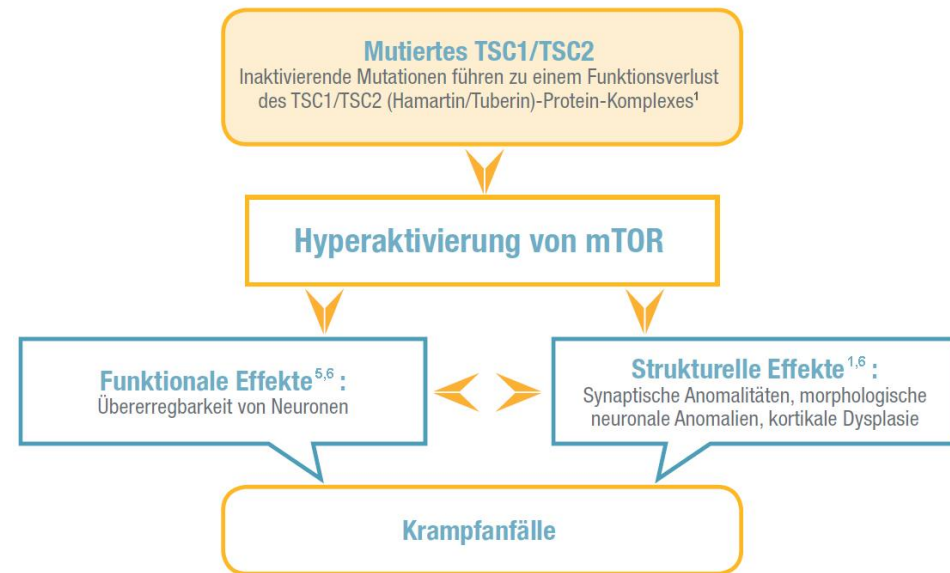 Mutiertes TSC1/TSC2
Inaktivierende Mutationen führen zu einem Funktionsverlust
des TSC1/TSC2 (Hamartin/Tuberin)-Protein-Komplexes¹
Hyperaktivierung von mTOR
Funktionale Effekte⁵,⁶ :
Übererregbarkeit von Neuronen
Strukturelle Effekte¹,⁶ :
Synaptische Anomalitäten, morphologische
neuronale Anomalien, kortikale Dysplasie
Krampfanfälle